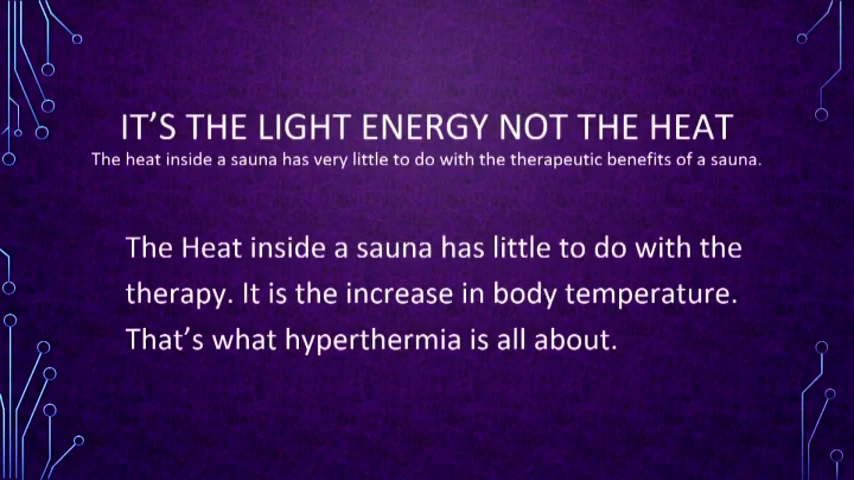 IT’S THE LIGHT ENERGY NOT THE HEAT
The heat inside a sauna has very little to do with the therapeutic benefits of a sauna.
The Heat inside a sauna has little to do with the
therapy. It is the increase in body temperature.
That’s what hyperthermia is all about.